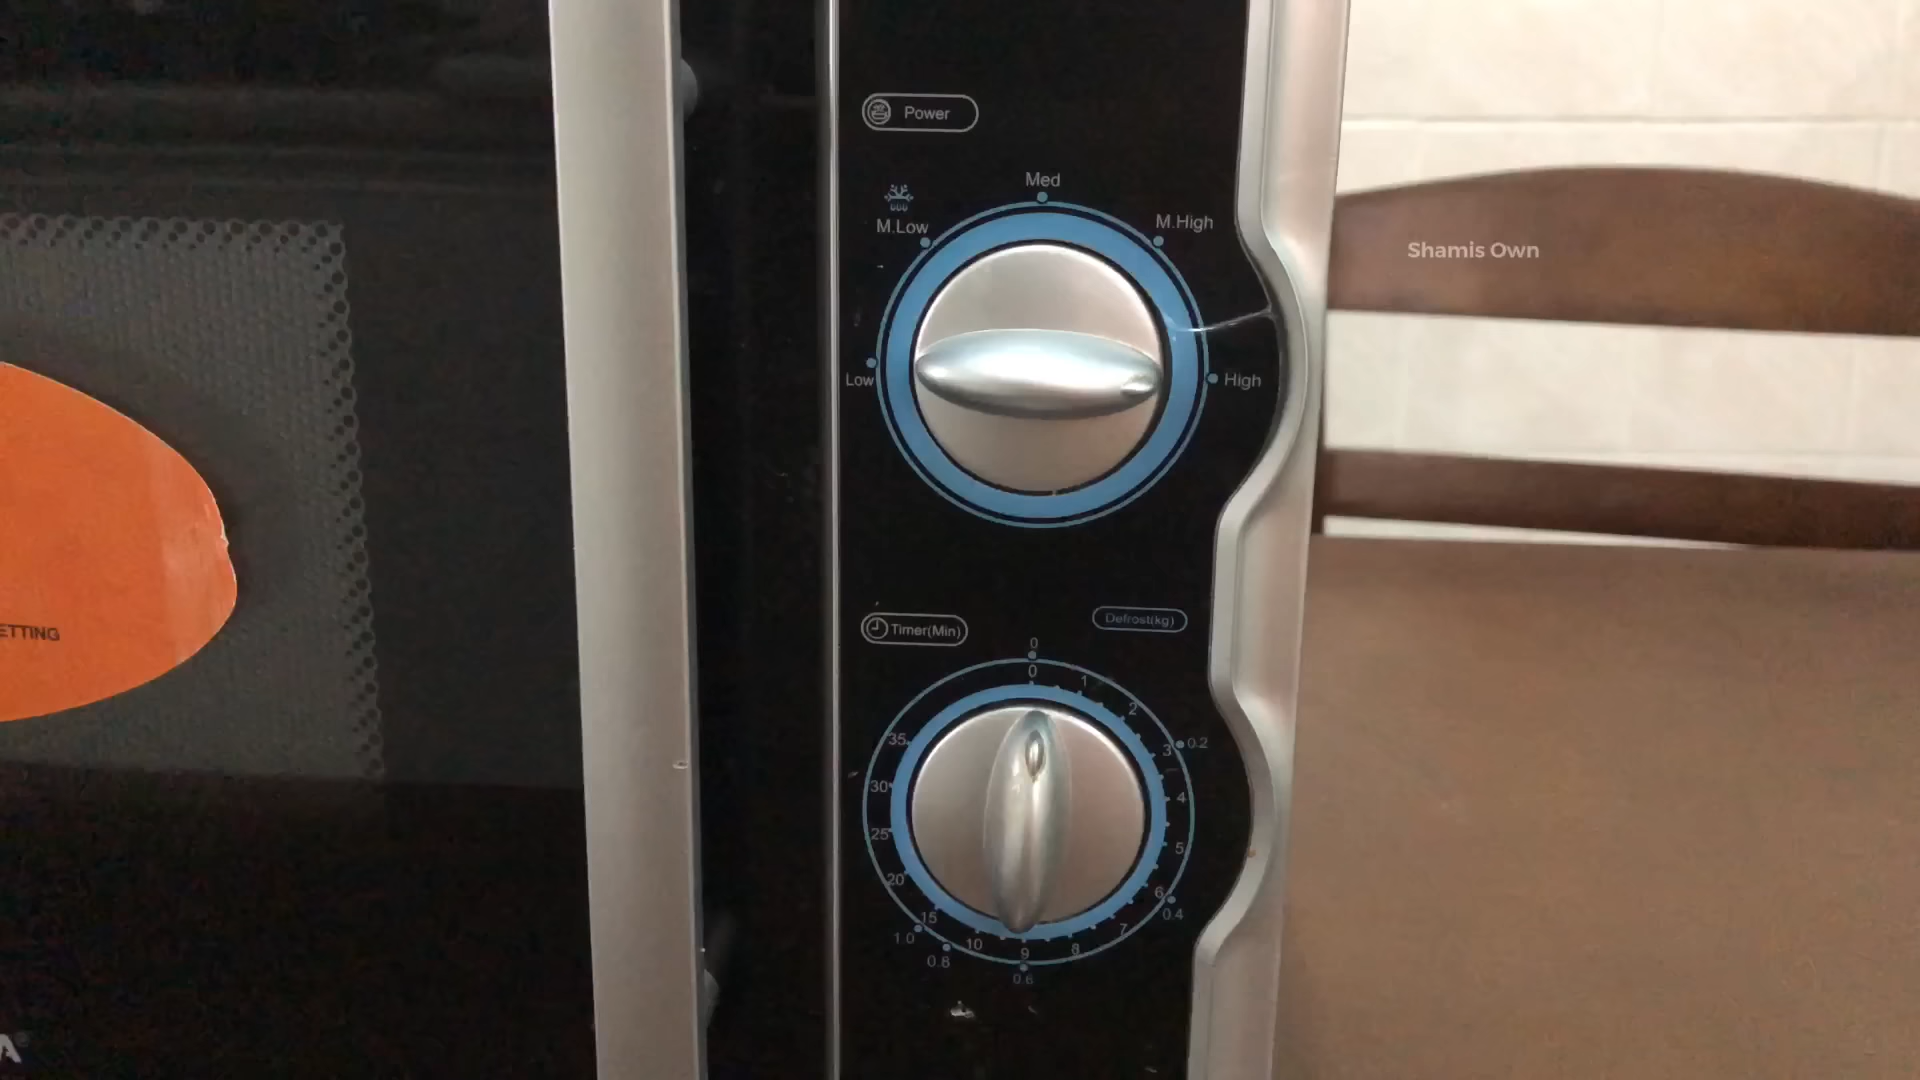 Power
Med
M.Low
M.High
Shamis Own
Low
High
Timer(Min)
Defrost(kg)
0
0
1
2
3
0.2
4
5
6
0.4
7
8
9
0.6
10
0.8
15
1.0
20
25
30
35
ETTING
A